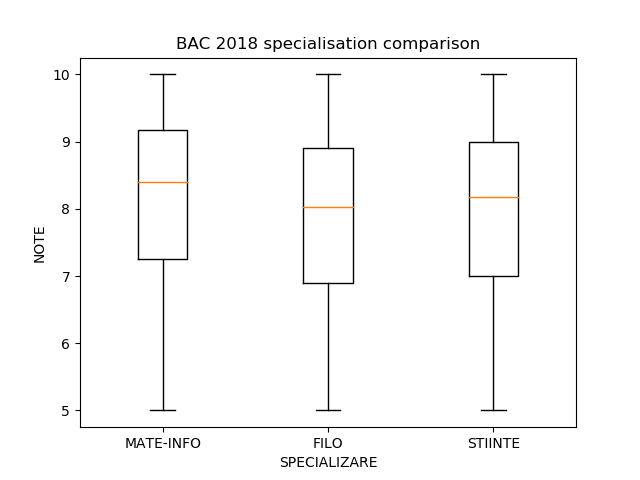 BAC 2018 specialisation comparison
10
9
8
7
6
5
NOTE
MATE-INFO FILO STIINTE
SPECIALIZARE